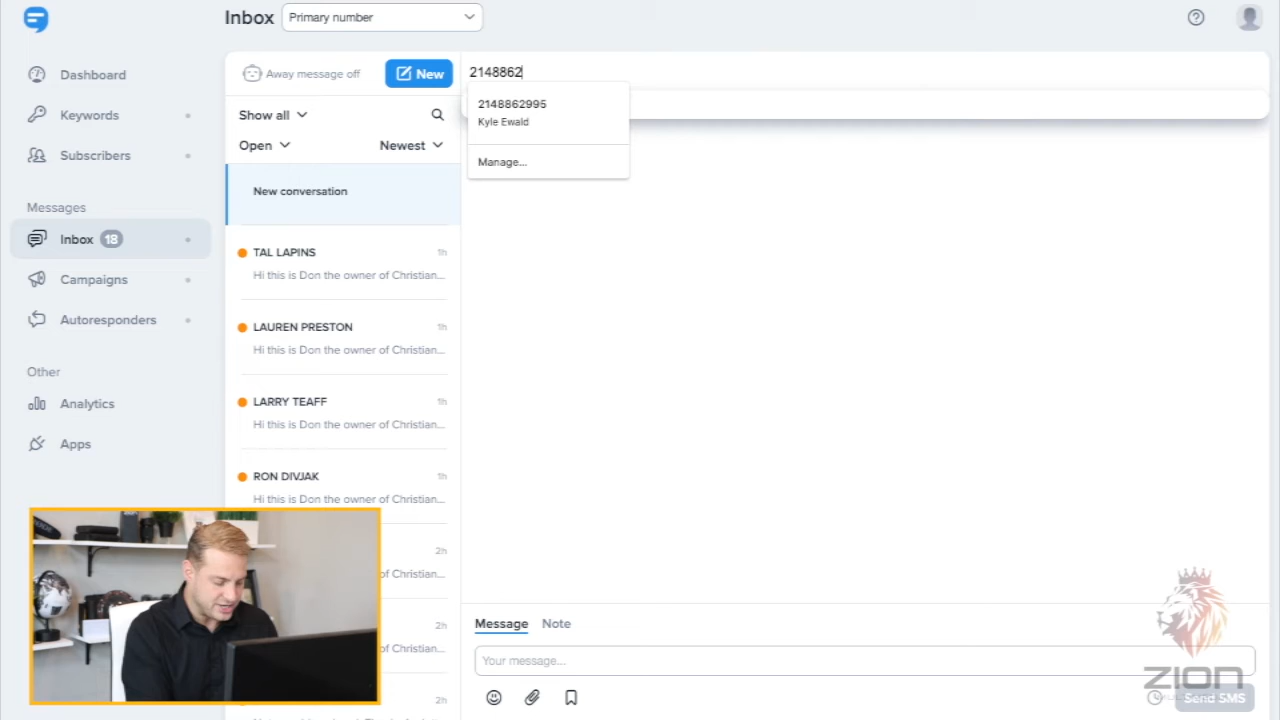 Inbox
Primary number
Dashboard
Keywords
Subscribers
Messages
Inbox 18
Campaigns
Autoresponders
Other
Analytics
Apps
Away message off
New
Show all
Open
Newest
New conversation
TAL LAPINS 1h
Hi this is Don the owner of Christian...
LAUREN PRESTON 1h
Hi this is Don the owner of Christian...
LARRY TEAFF 1h
Hi this is Don the owner of Christian...
RON DIVJAK 1h
Hi this is Don the owner of Christian...
2h
of Christian...
2h
of Christian...
2h
2148862
2148862995
Kyle Ewald
Manage...
Message Note
Your message...
Send SMS
ZION